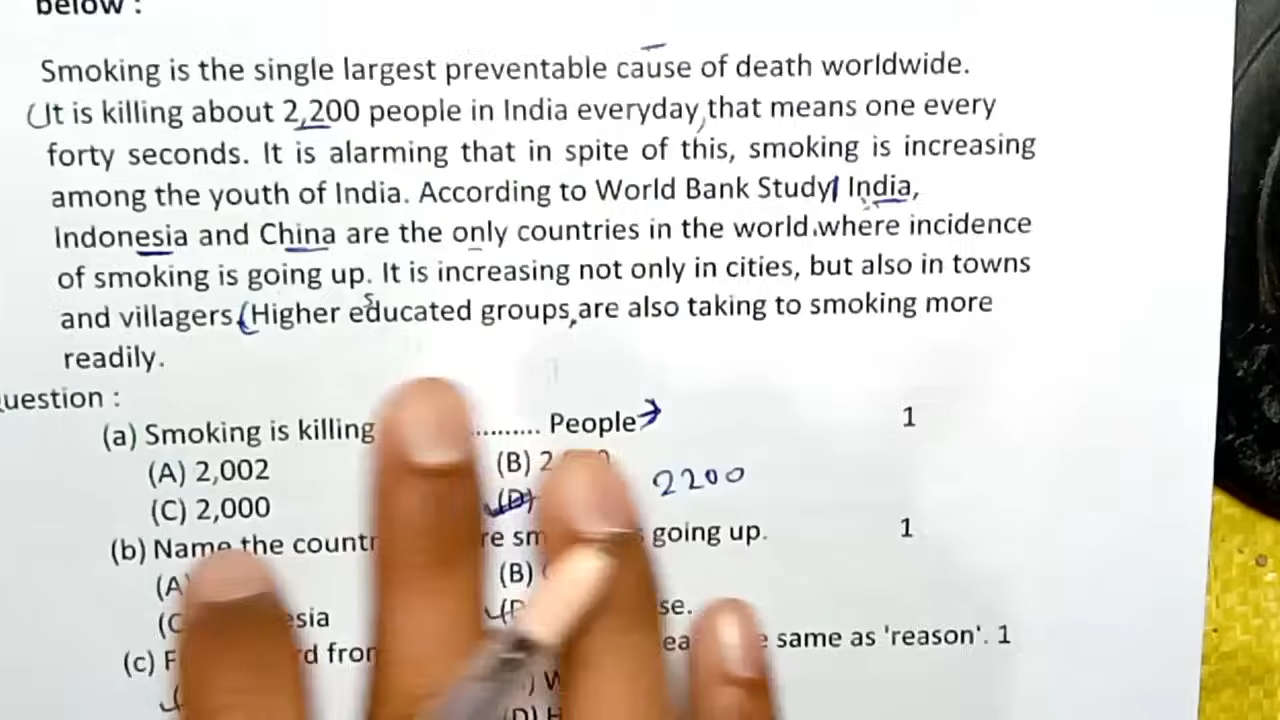 below :
Smoking is the single largest preventable cause of death worldwide.
It is killing about 2,200 people in India everyday, that means one every
forty seconds. It is alarming that in spite of this, smoking is increasing
among the youth of India. According to World Bank Study India,
Indonesia and China are the only countries in the world where incidence
of smoking is going up. It is increasing not only in cities, but also in towns
and villagers. Higher educated groups are also taking to smoking more
readily.
uestion :
(a) Smoking is killing .......... People → 1
(A) 2,002 (B)
(C) 2,000 (D) 2200
(b) Name the going up. 1
(B)
(c) same as 'reason'. 1
(D)